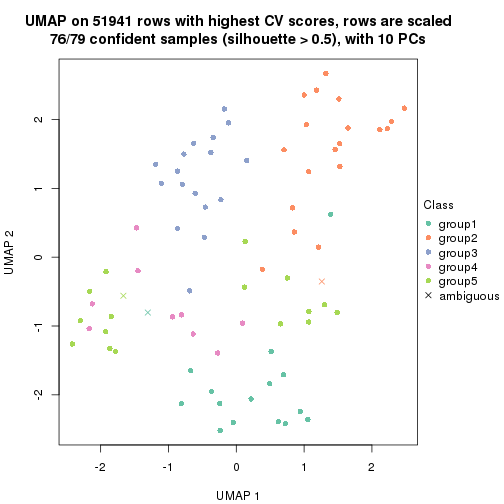 UMAP on 51941 rows with highest CV scores, rows are scaled
76/79 confident samples (silhouette > 0.5), with 10 PCs
2
1
0
-1
-2
UMAP 2
-2
-1
0
1
2
UMAP 1
Class
group1
group2
group3
group4
group5
ambiguous